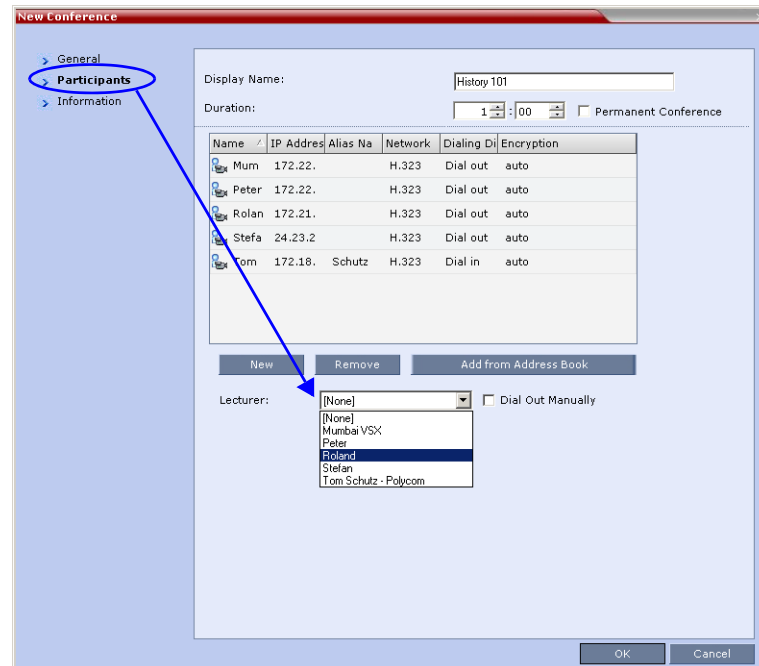 New Conference
General
Participants
Information
Display Name: History 101
Duration: 1 : 00 Permanent Conference
Name IP Addres Alias Na Network Dialing Di Encryption
Mum 172.22. H.323 Dial out auto
Peter 172.22. H.323 Dial out auto
Rolan 172.21. H.323 Dial out auto
Stefa 24.23.2 H.323 Dial out auto
Tom 172.18. Schutz H.323 Dial in auto
New Remove Add from Address Book
Lecturer: [None] Dial Out Manually
[None]
Mumbai VSX
Peter
Roland
Stefan
Tom Schutz - Polycom
OK Cancel